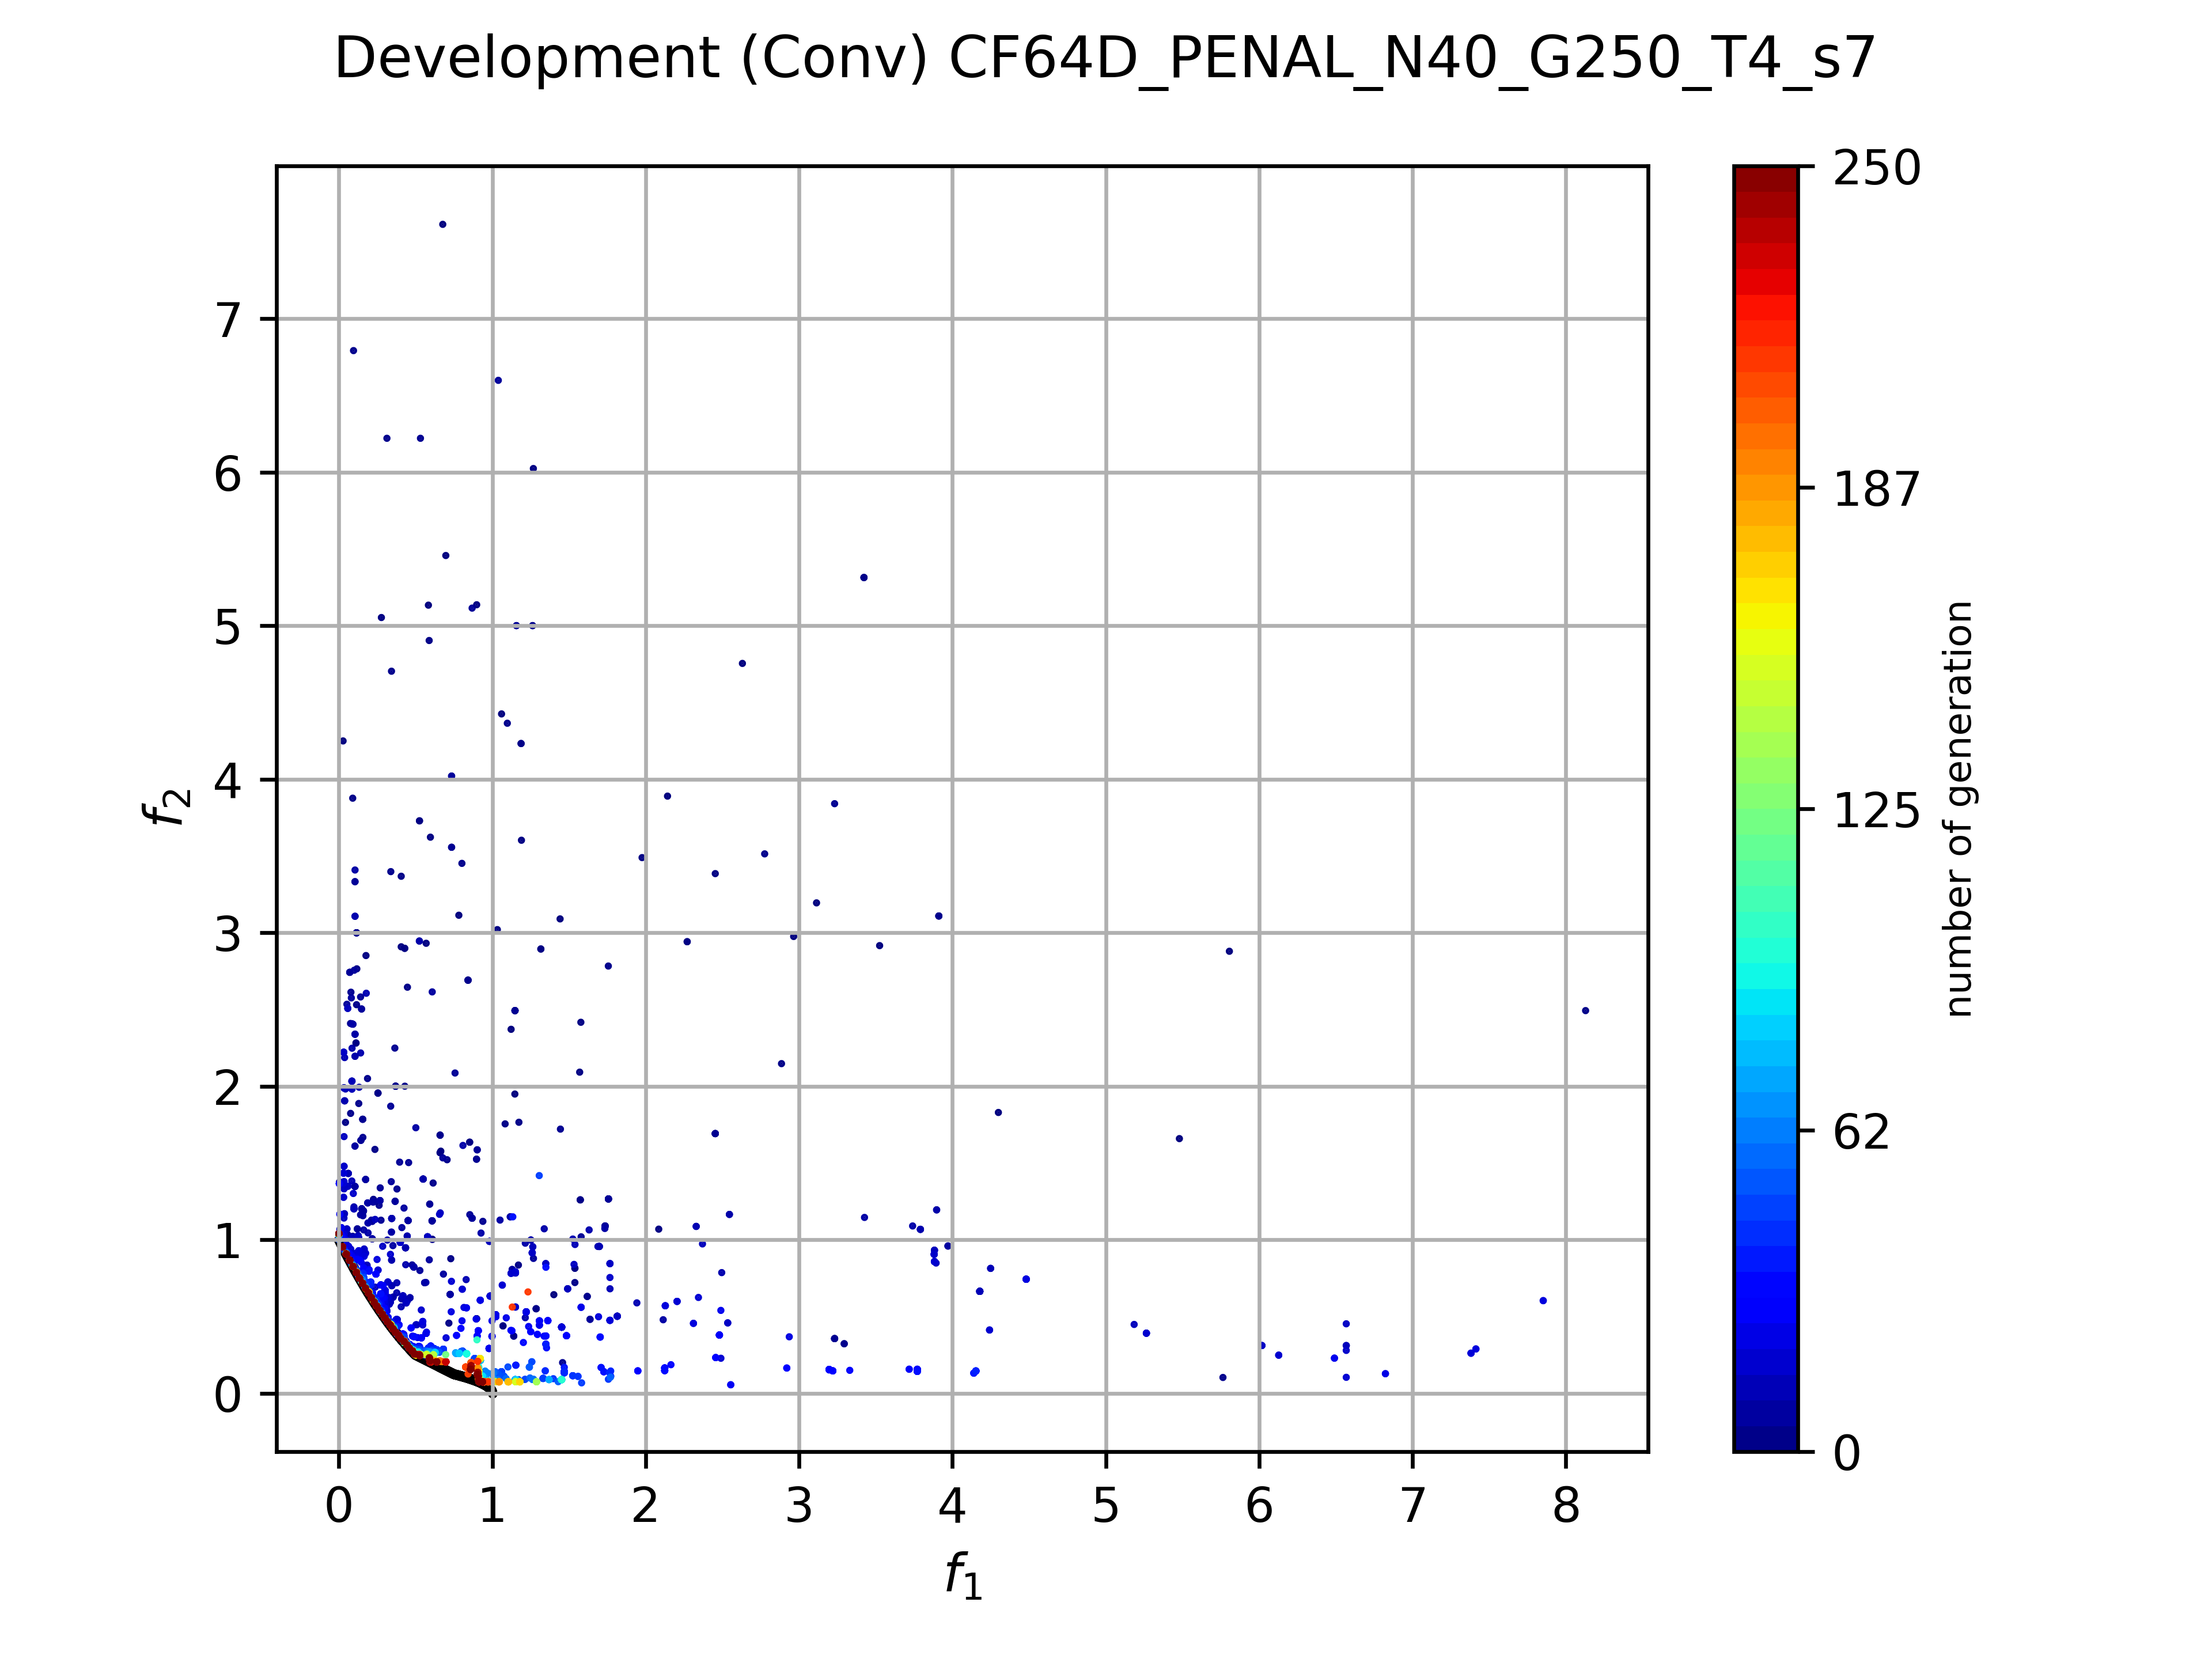 Development (Conv) CF64D_PENAL_N40_G250_T4_s7
f2
7
6
5
4
3
2
1
0
0 1 2 3 4 5 6 7 8
f1
250
187
125
62
0
number of generation